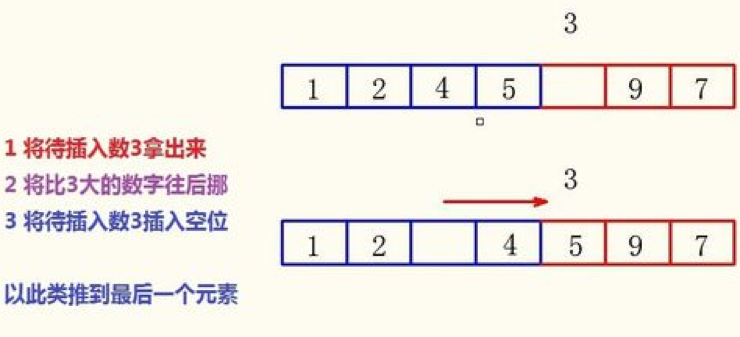 3
1 2 4 5 9 7
1 将待插入数3拿出来
2 将比3大的数字往后挪
3 将待插入数3插入空位
3
1 2 4 5 9 7
以此类推到最后一个元素